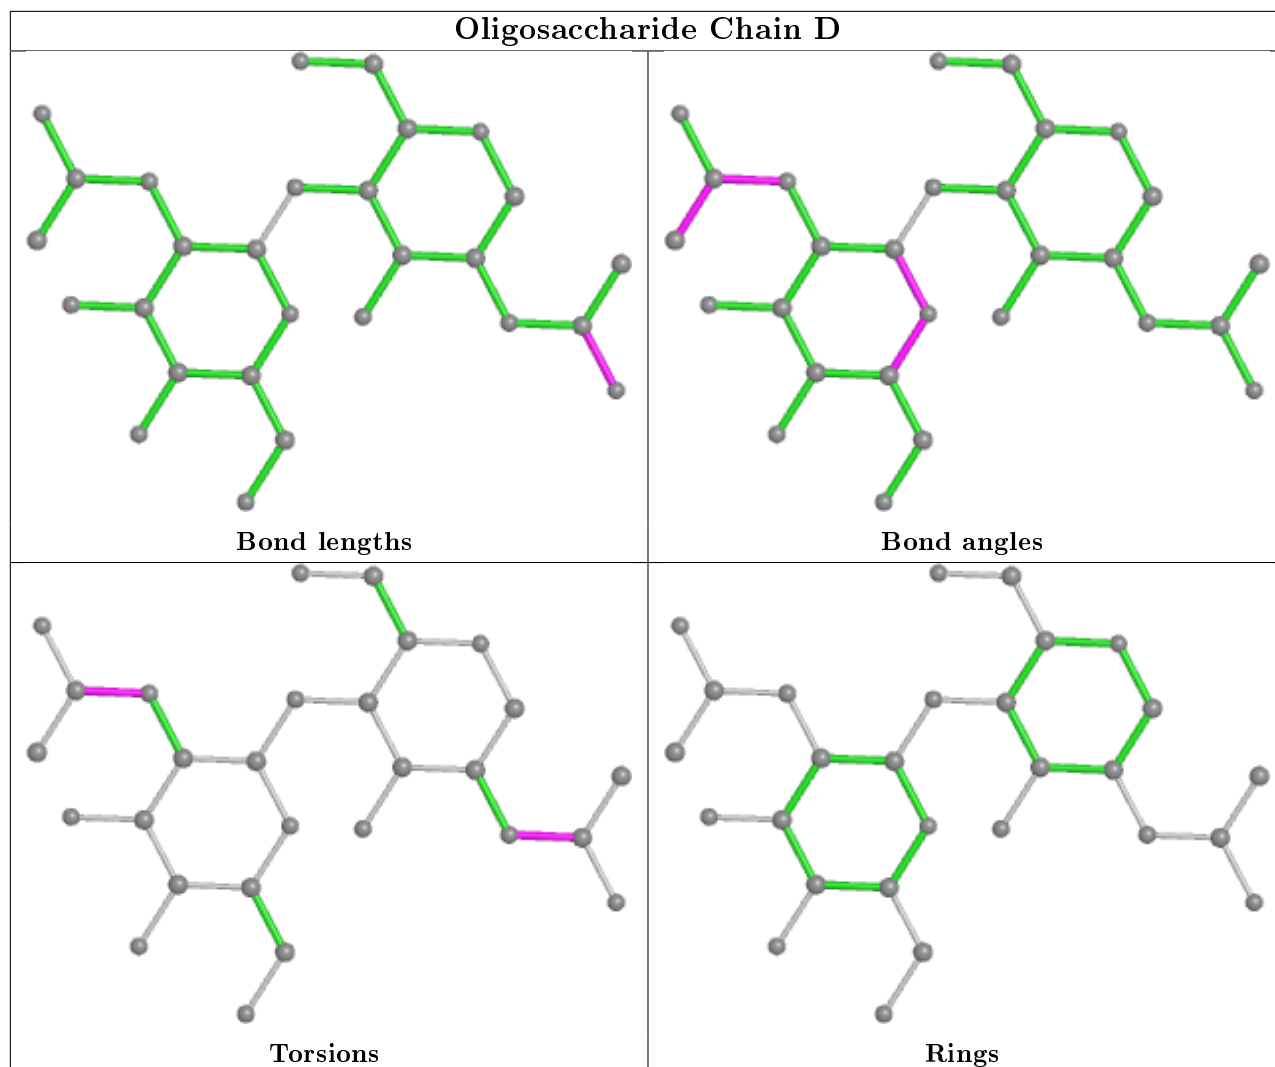 Oligosaccharide Chain D
Bond lengths
Bond angles
Torsions
Rings